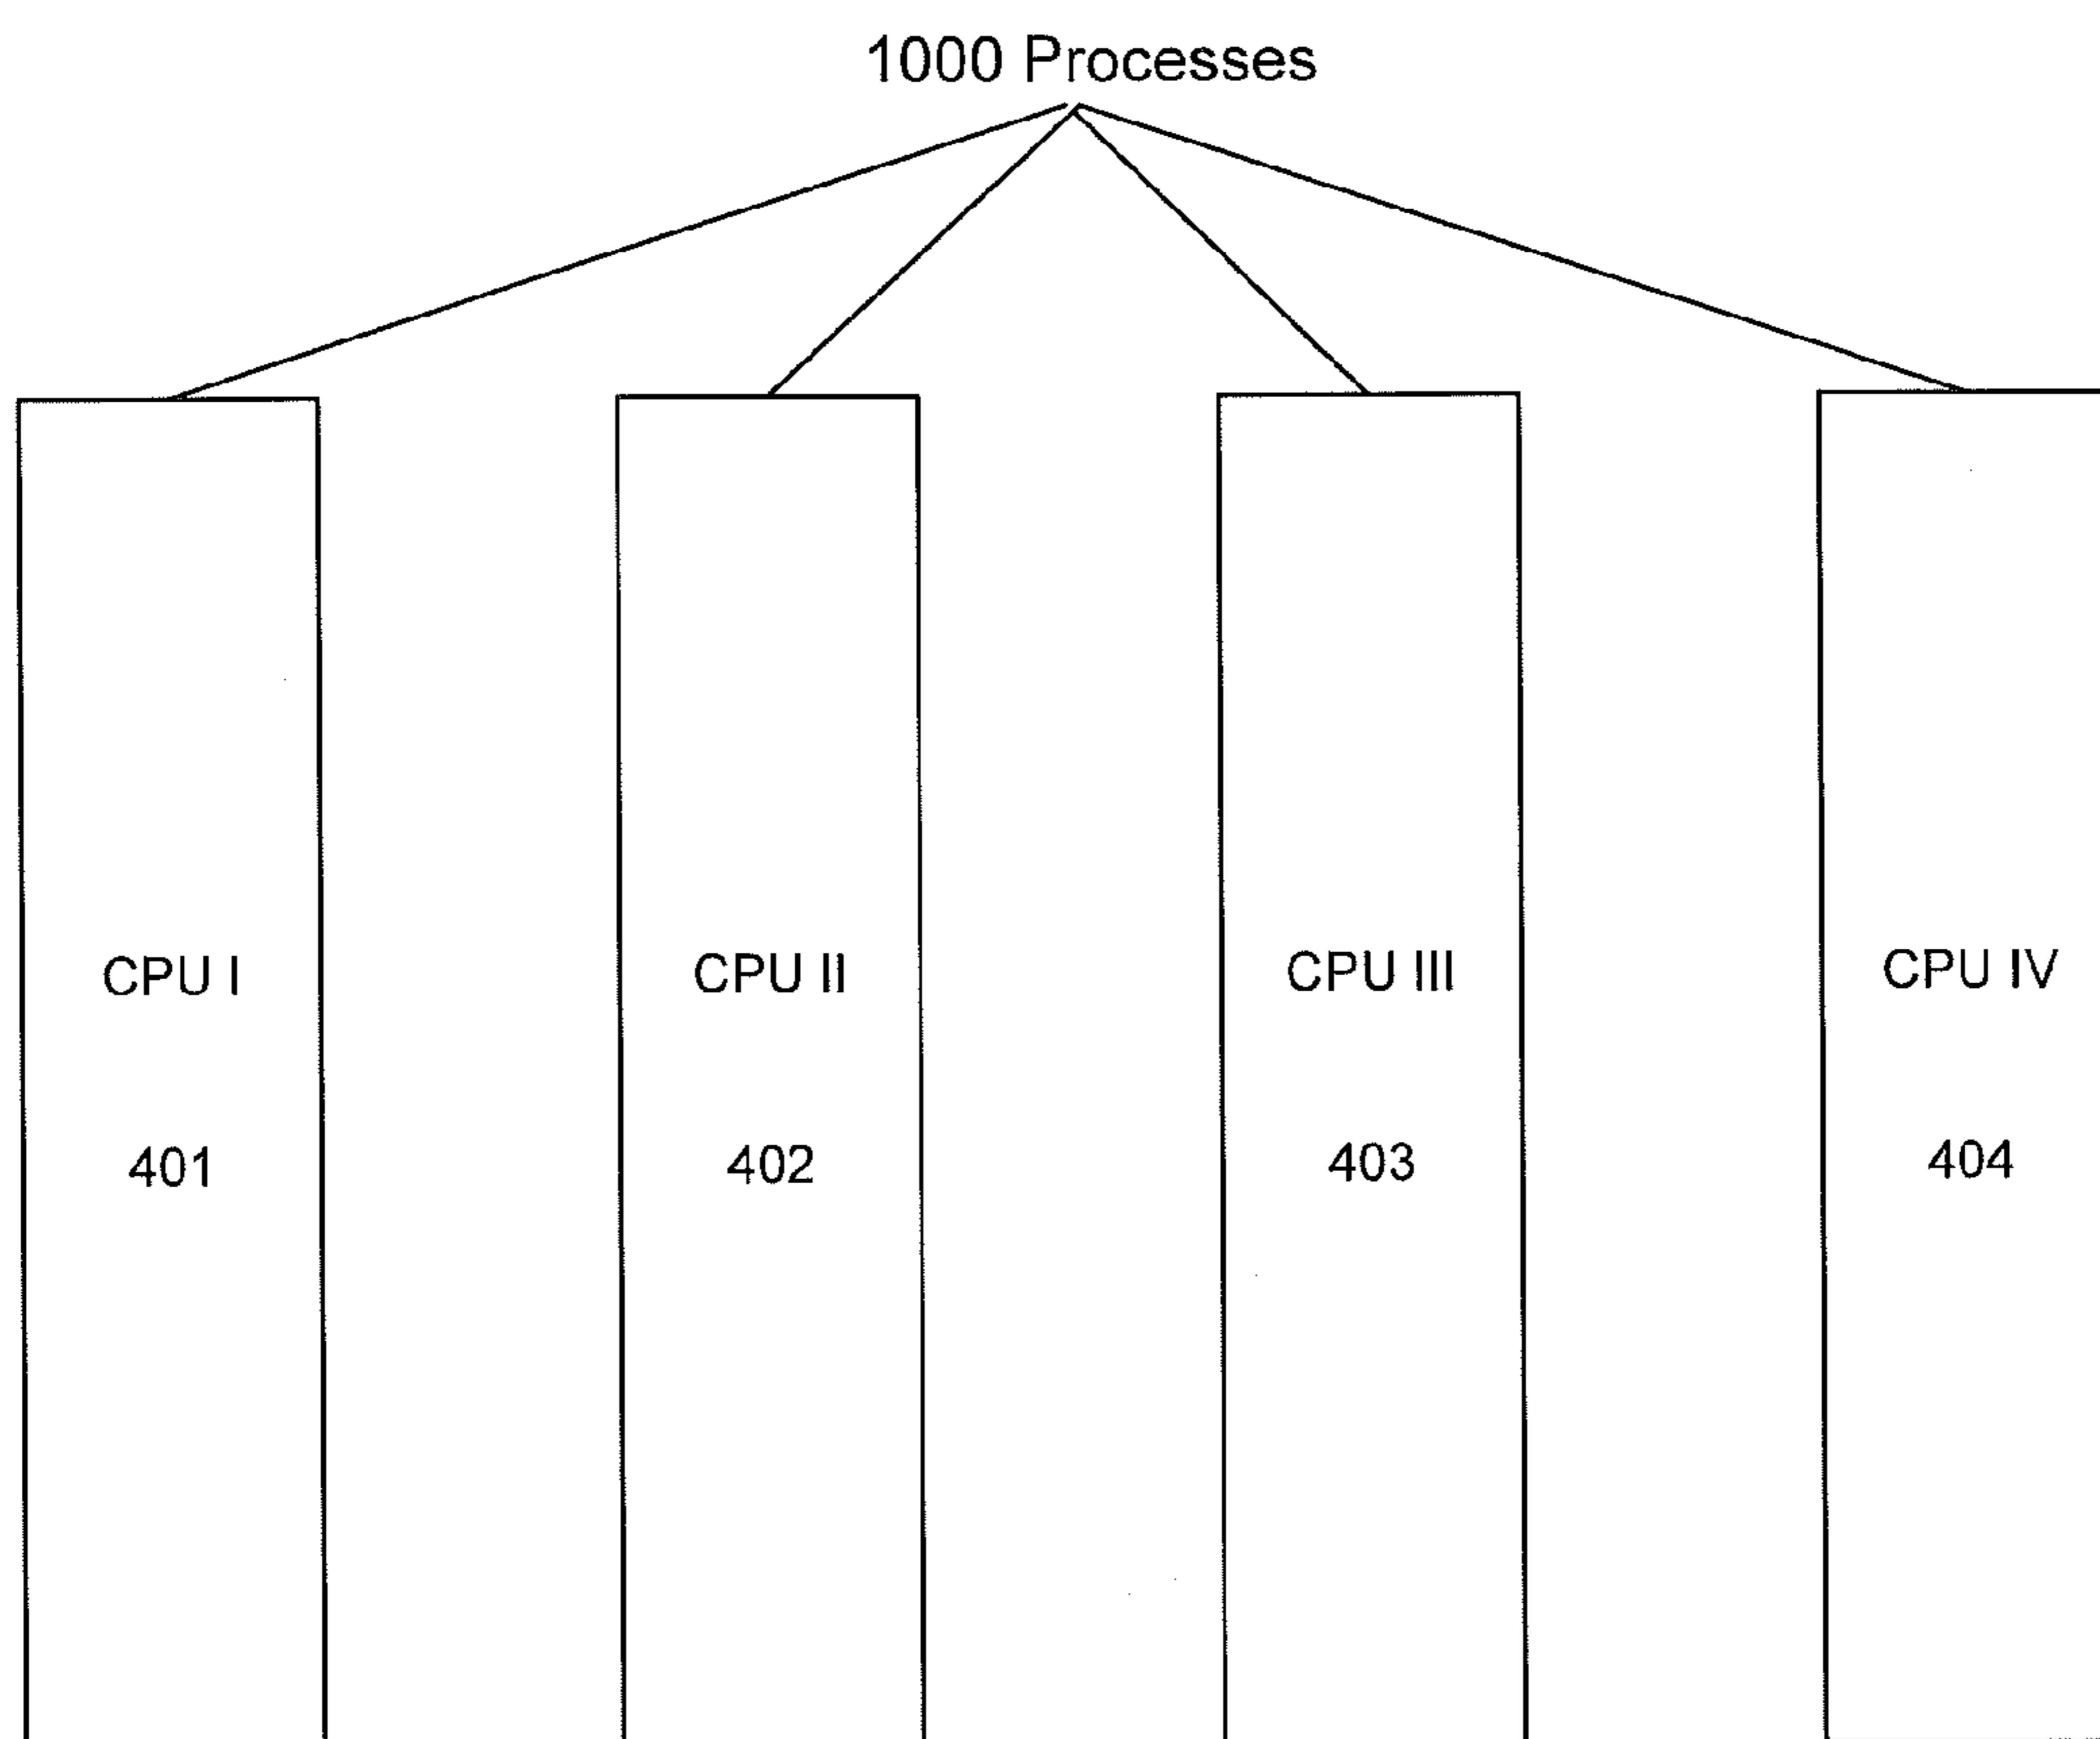 1000 Processes
CPU I
CPU II
CPU III
CPU IV
401
402
403
404